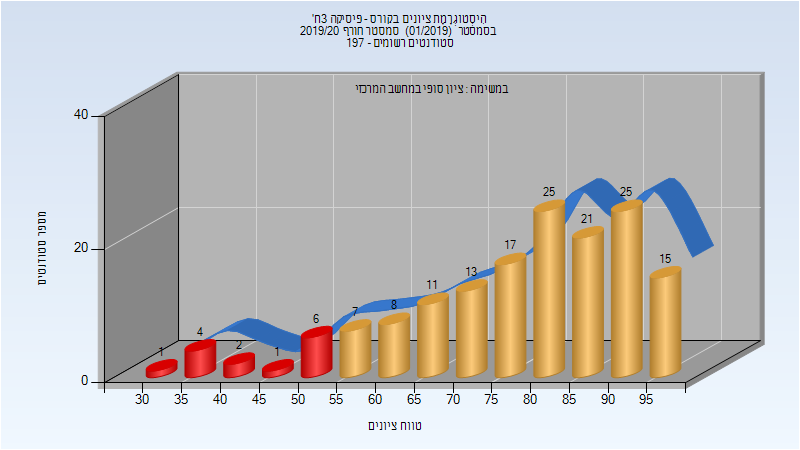 היסטוגרמת ציונים בקורס - פיסיקה 3ח'
בסמסטר (01/2019) סמסטר חורף 2019/20
סטודנטים רשומים - 197
במשימה : ציון סופי במחשב המרכזי
מספר סטודנטים
40
20
0
1
4
2
1
6
7
8
11
13
17
25
21
25
15
30 35 40 45 50 55 60 65 70 75 80 85 90 95
טווח ציונים